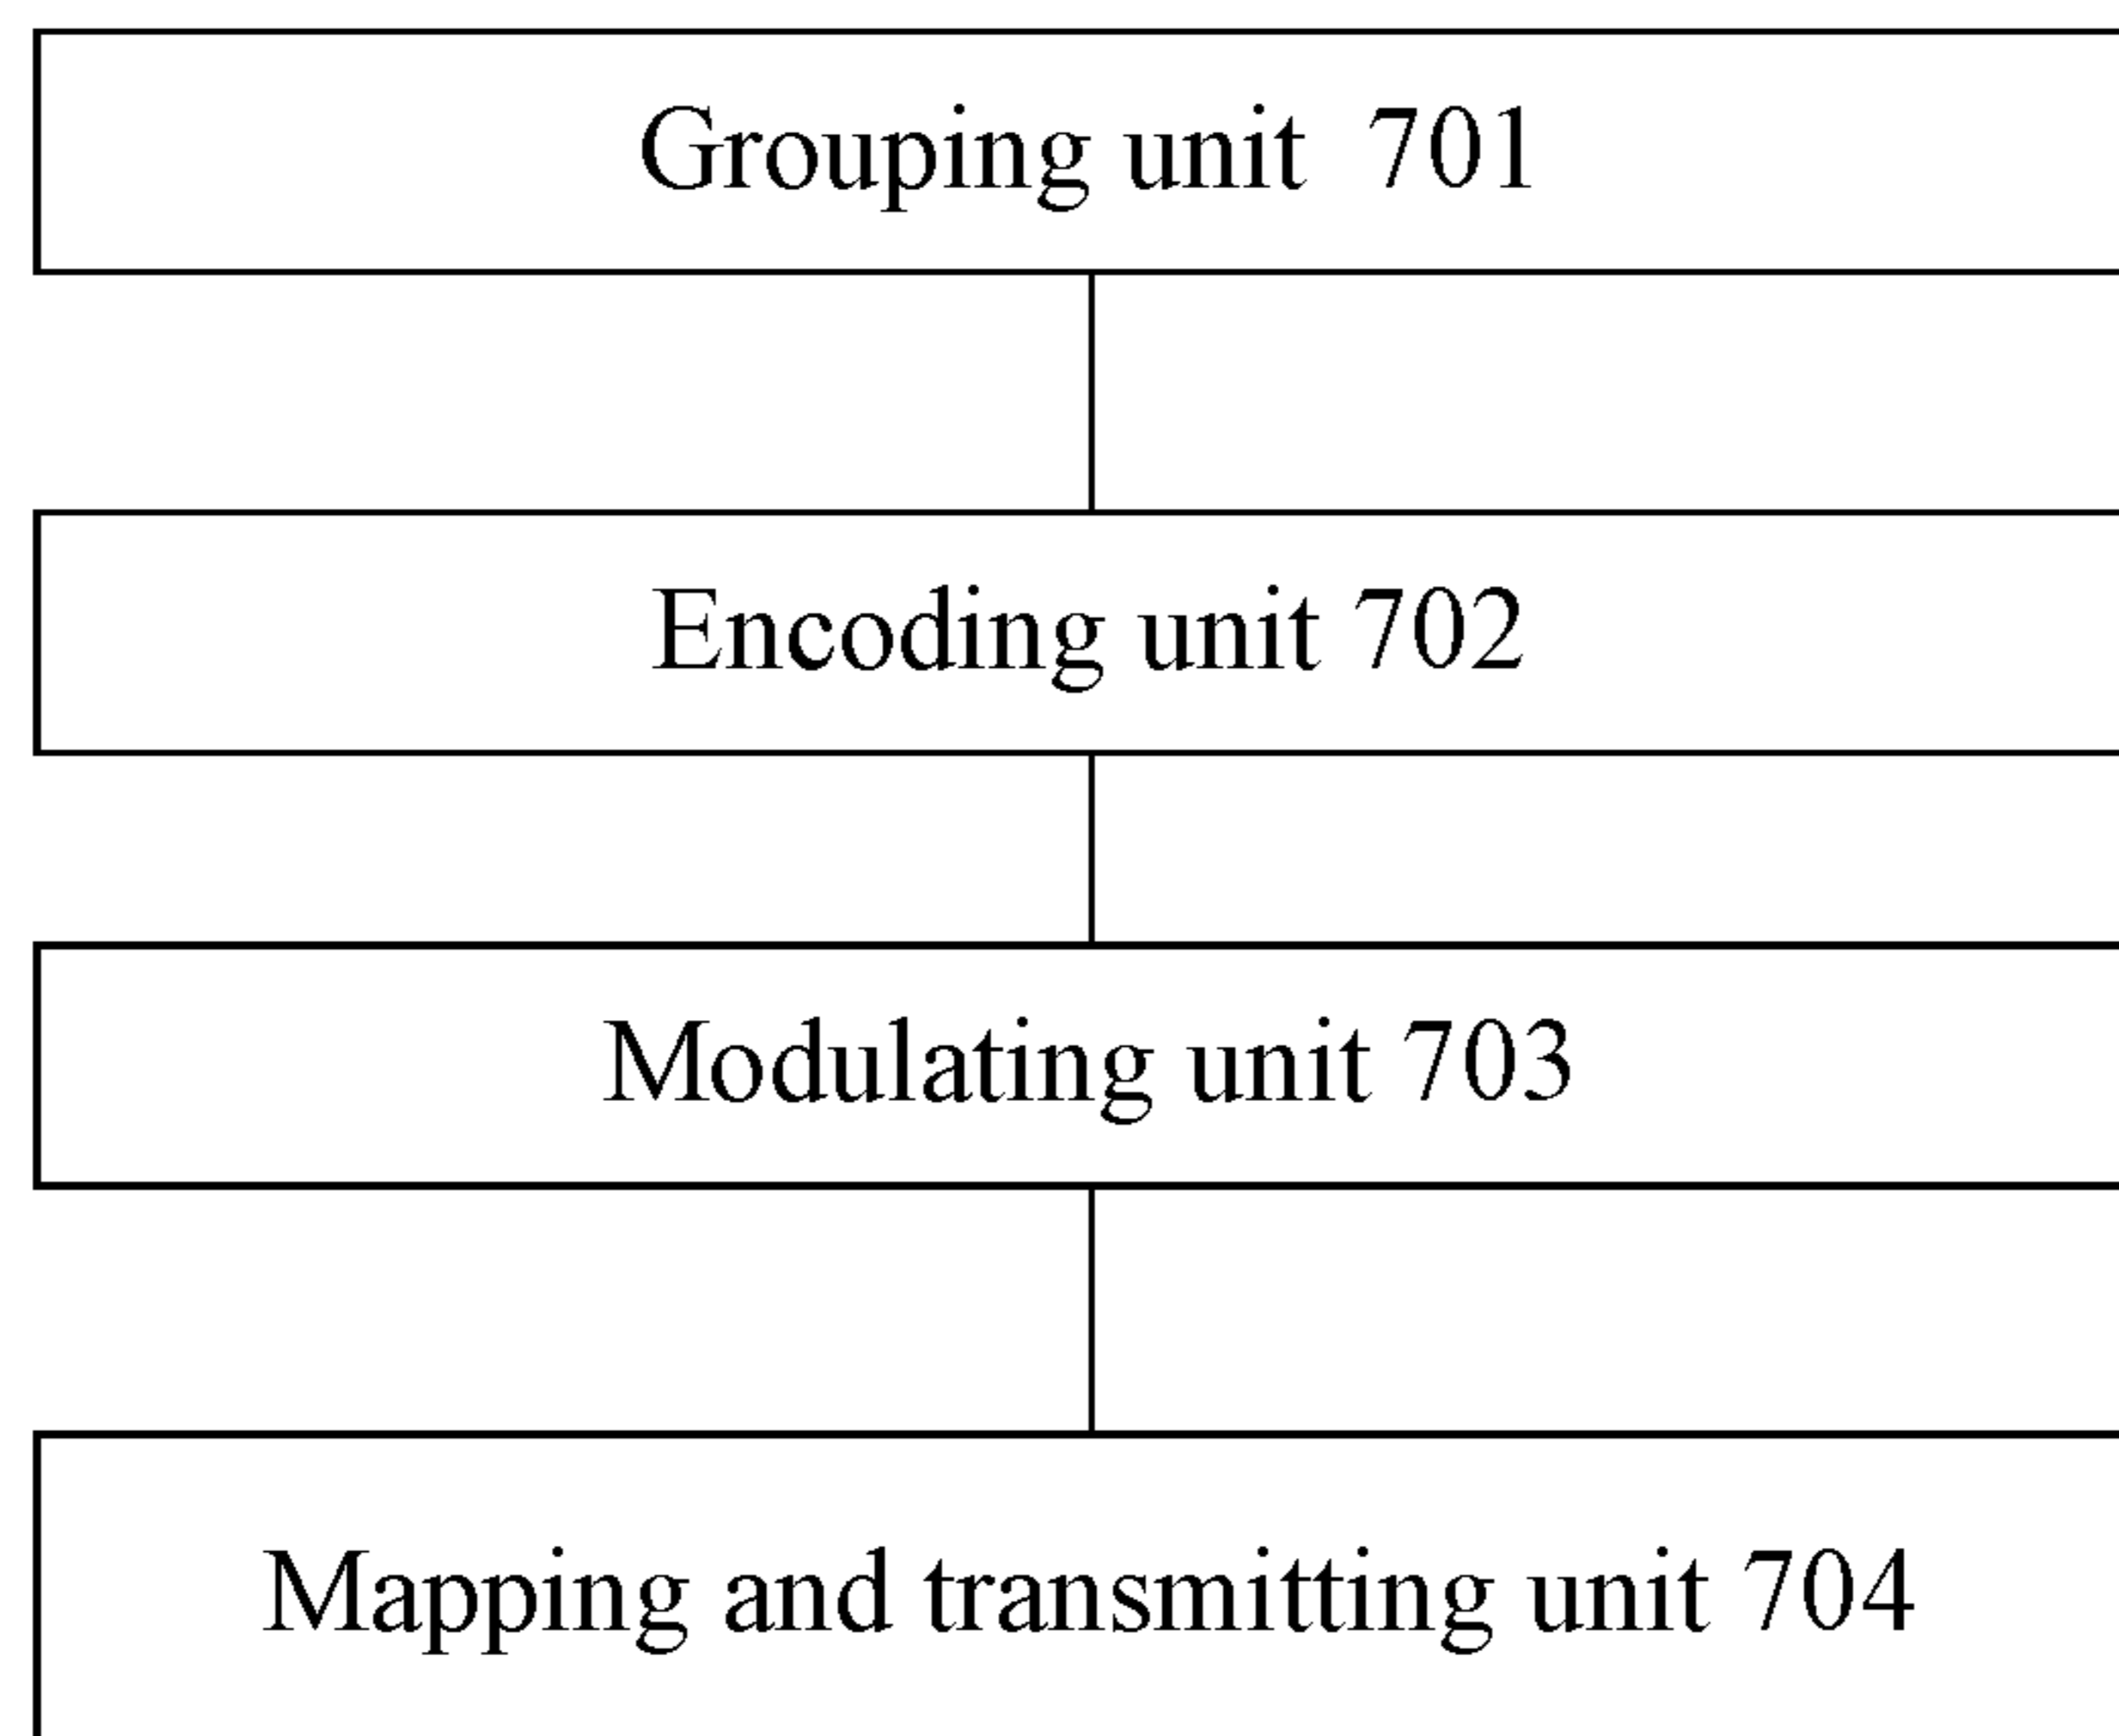 Grouping unit 701
Encoding unit 702
Modulating unit 703
Mapping and transmitting unit 704